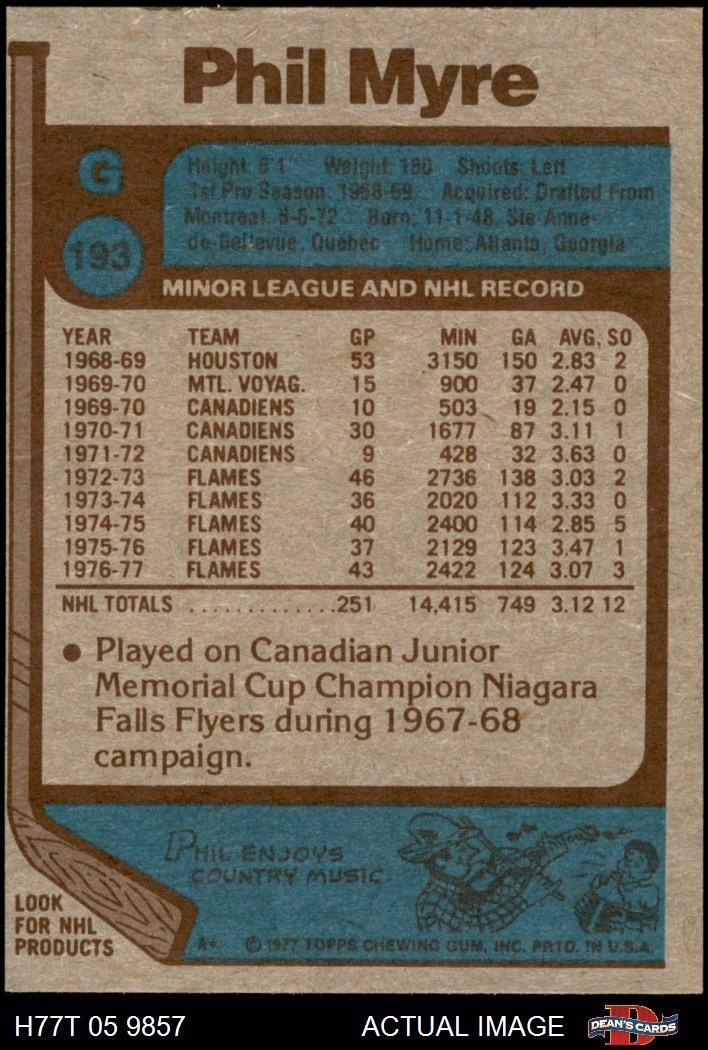 Phil Myre
G
193
Height: 6'1" Weight: 180 Shoots: Left
1st Pro Season: 1968-69 Acquired: Drafted From
Montreal, 6-6-72 Born: 11-1-48, Ste-Anne-
de-Bellevue, Quebec Home: Atlanta, Georgia
MINOR LEAGUE AND NHL RECORD
YEAR TEAM GP MIN GA AVG. SO
1968-69 HOUSTON 53 3150 150 2.83 2
1969-70 MTL. VOYAG. 15 900 37 2.47 0
1969-70 CANADIENS 10 503 19 2.15 0
1970-71 CANADIENS 30 1677 87 3.11 1
1971-72 CANADIENS 9 428 32 3.63 0
1972-73 FLAMES 46 2736 138 3.03 2
1973-74 FLAMES 36 2020 112 3.33 0
1974-75 FLAMES 40 2400 114 2.85 5
1975-76 FLAMES 37 2129 123 3.47 1
1976-77 FLAMES 43 2422 124 3.07 3
NHL TOTALS .............251 14,415 749 3.12 12
● Played on Canadian Junior
Memorial Cup Champion Niagara
Falls Flyers during 1967-68
campaign.
PHIL ENJOYS
COUNTRY MUSIC.
LOOK
FOR NHL
PRODUCTS
A* © 1977 TOPPS CHEWING GUM, INC. PRTD. IN U.S.A.
H77T 05 9857 ACTUAL IMAGE DEAN'S CARDS